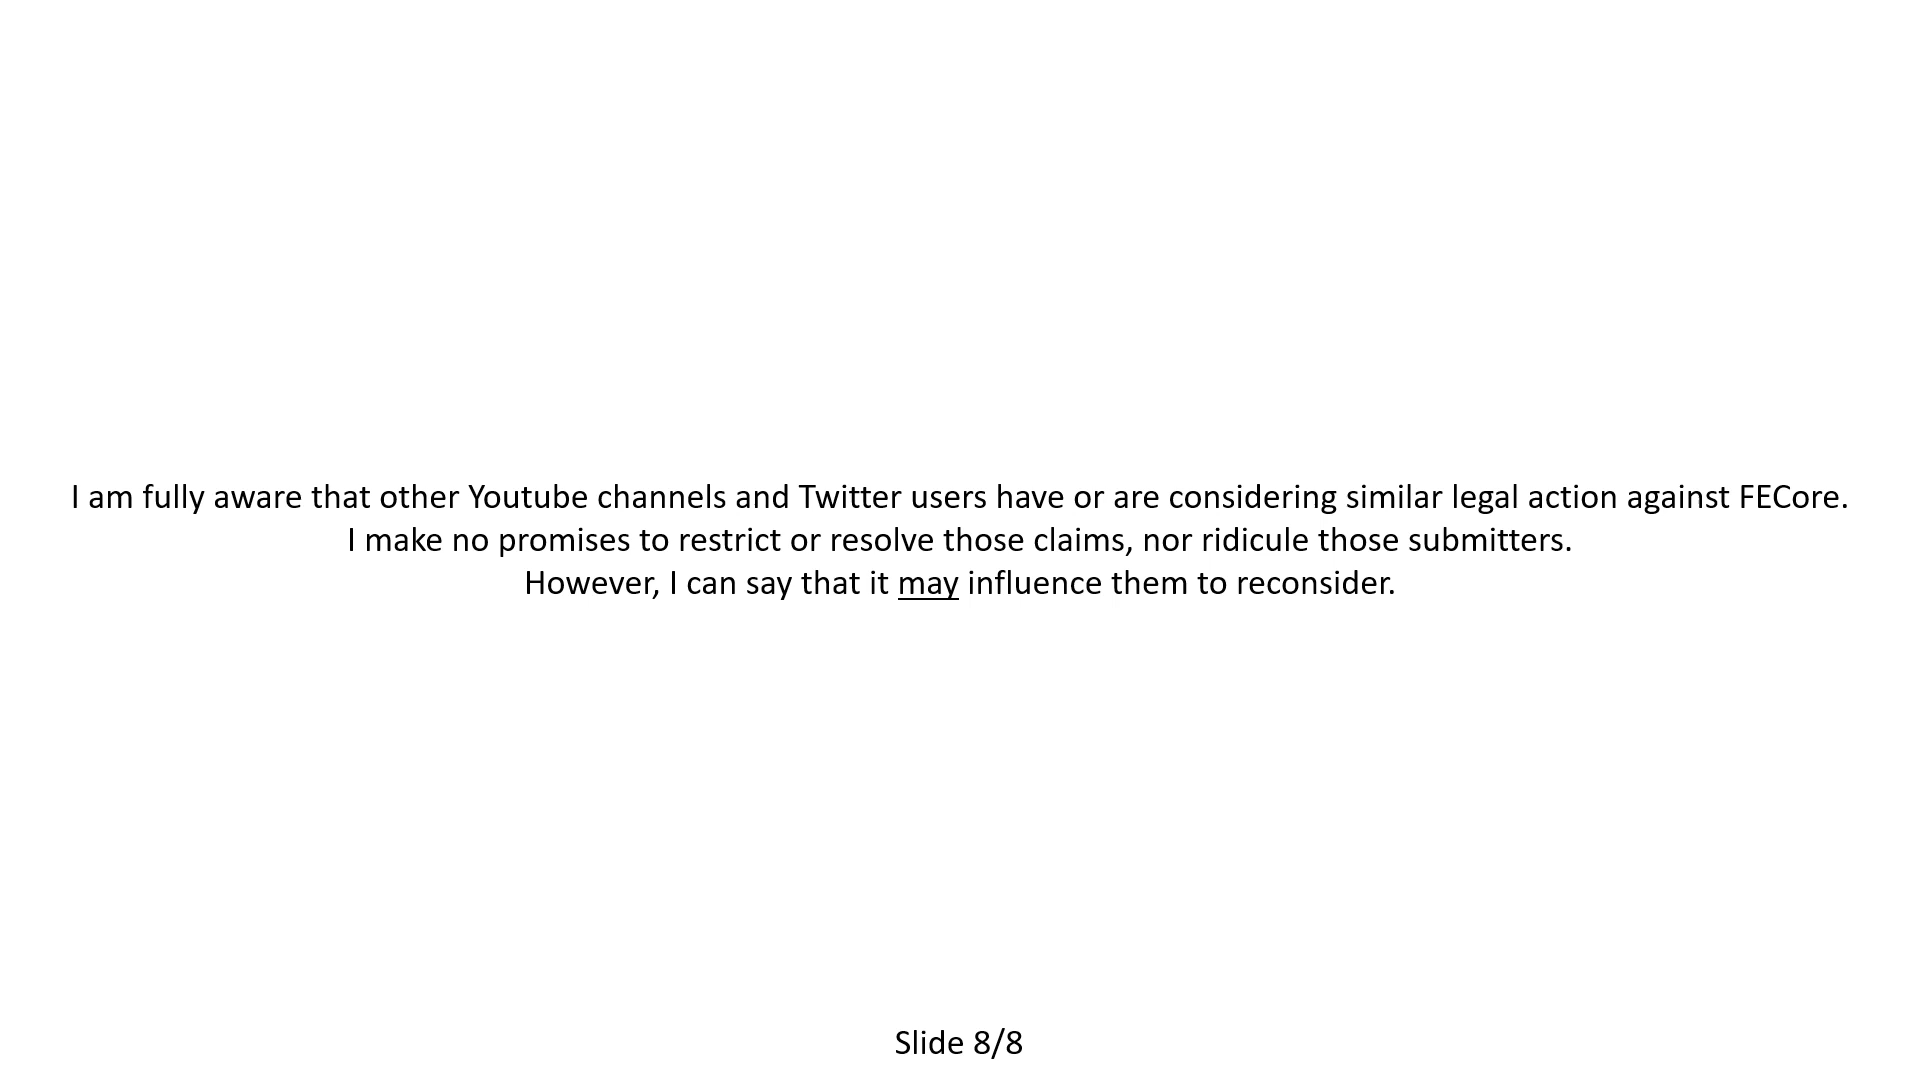 I am fully aware that other Youtube channels and Twitter users have or are considering similar legal action against FECore.
I make no promises to restrict or resolve those claims, nor ridicule those submitters.
However, I can say that it may influence them to reconsider.
Slide 8/8